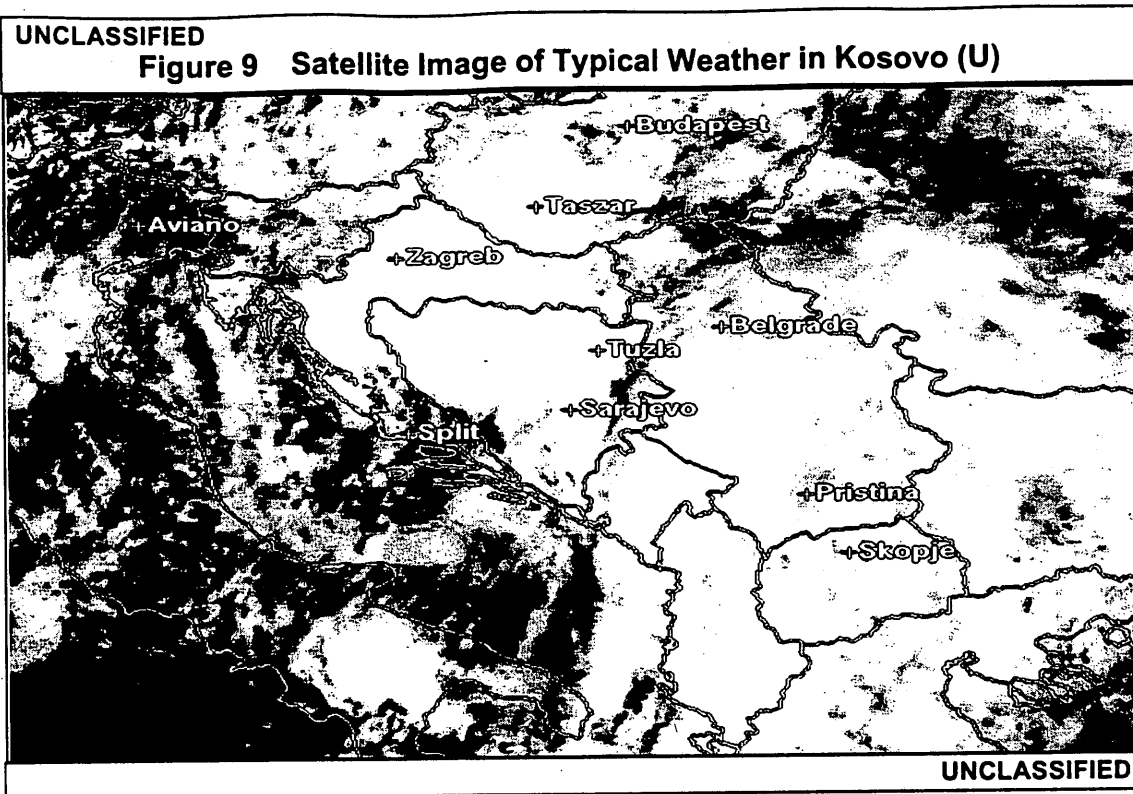 UNCLASSIFIED
Figure 9 Satellite Image of Typical Weather in Kosovo (U)
+Budapest
+Taszar
+Aviano
+Zagreb
+Belgrade
+Tuzla
+Sarajevo
+Split
+Pristina
+Skopje
UNCLASSIFIED